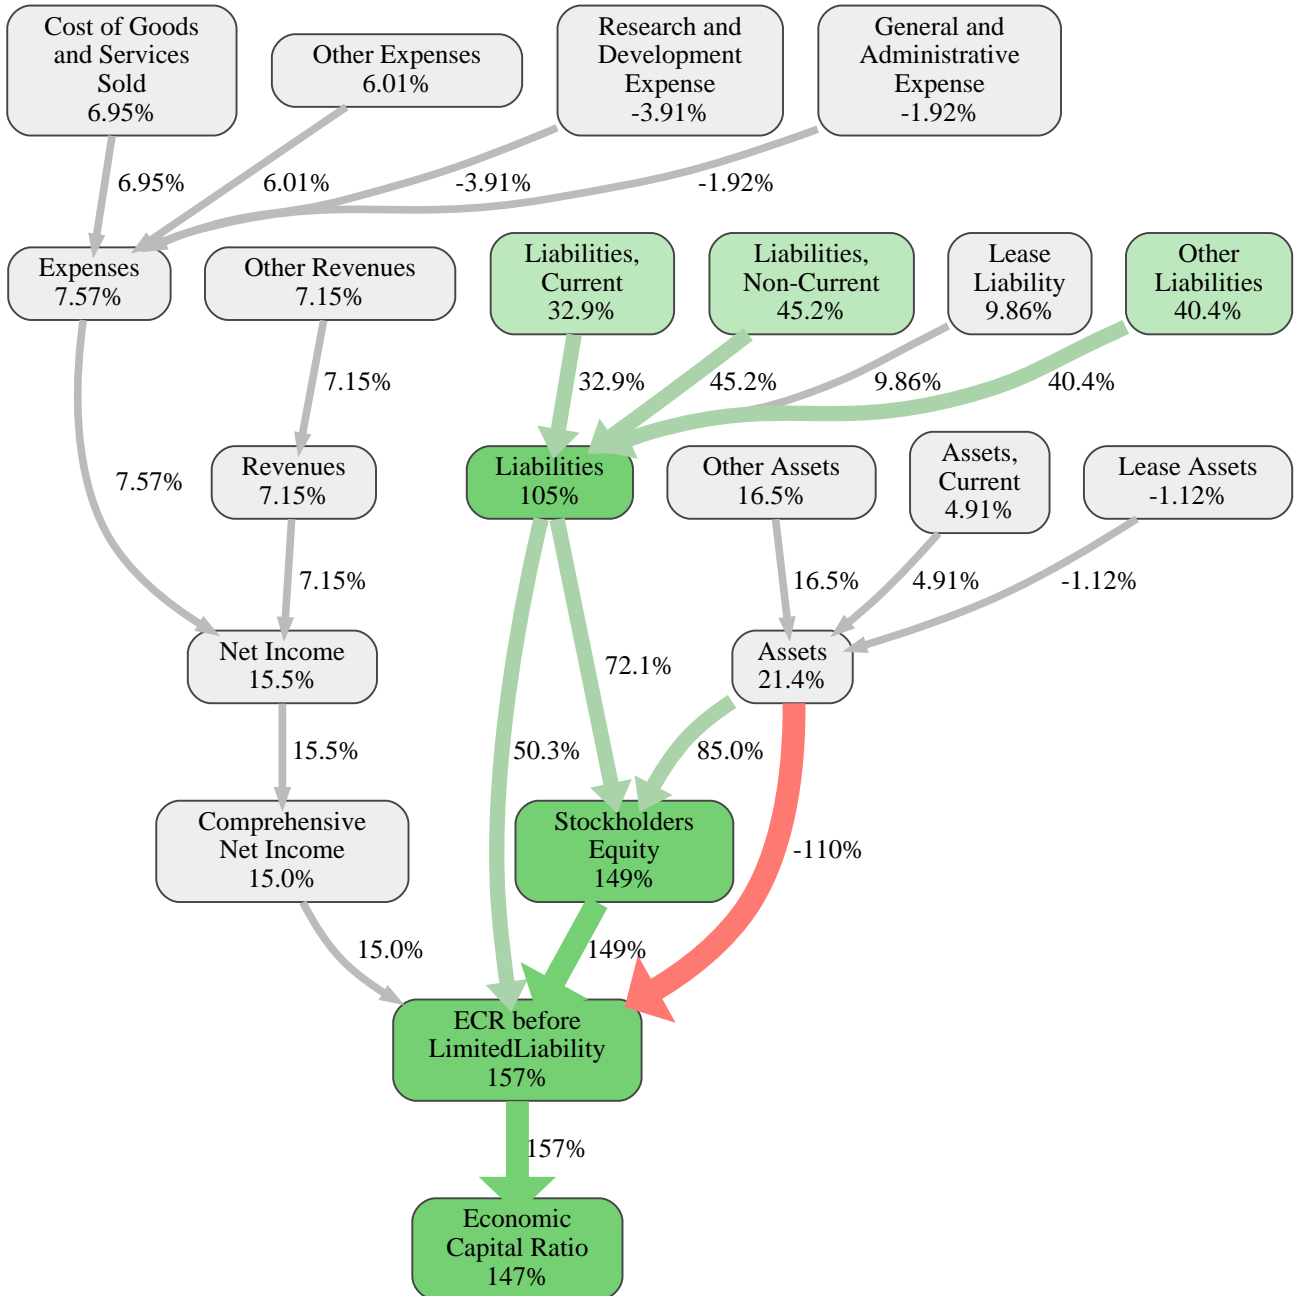 Cost of Goods
and Services
Sold
6.95%
Other Expenses
6.01%
Research and
Development
Expense
-3.91%
General and
Administrative
Expense
-1.92%
6.95%
6.01%
-3.91%
-1.92%
Expenses
7.57%
Other Revenues
7.15%
Liabilities,
Current
32.9%
Liabilities,
Non-Current
45.2%
Lease
Liability
9.86%
Other
Liabilities
40.4%
7.15%
32.9%
45.2%
9.86%
40.4%
7.57%
Revenues
7.15%
Liabilities
105%
Other Assets
16.5%
Assets,
Current
4.91%
Lease Assets
-1.12%
7.15%
16.5%
4.91%
-1.12%
Net Income
15.5%
72.1%
Assets
21.4%
15.5%
50.3%
85.0%
Comprehensive
Net Income
15.0%
Stockholders
Equity
149%
-110%
15.0%
149%
ECR before
LimitedLiability
157%
157%
Economic
Capital Ratio
147%